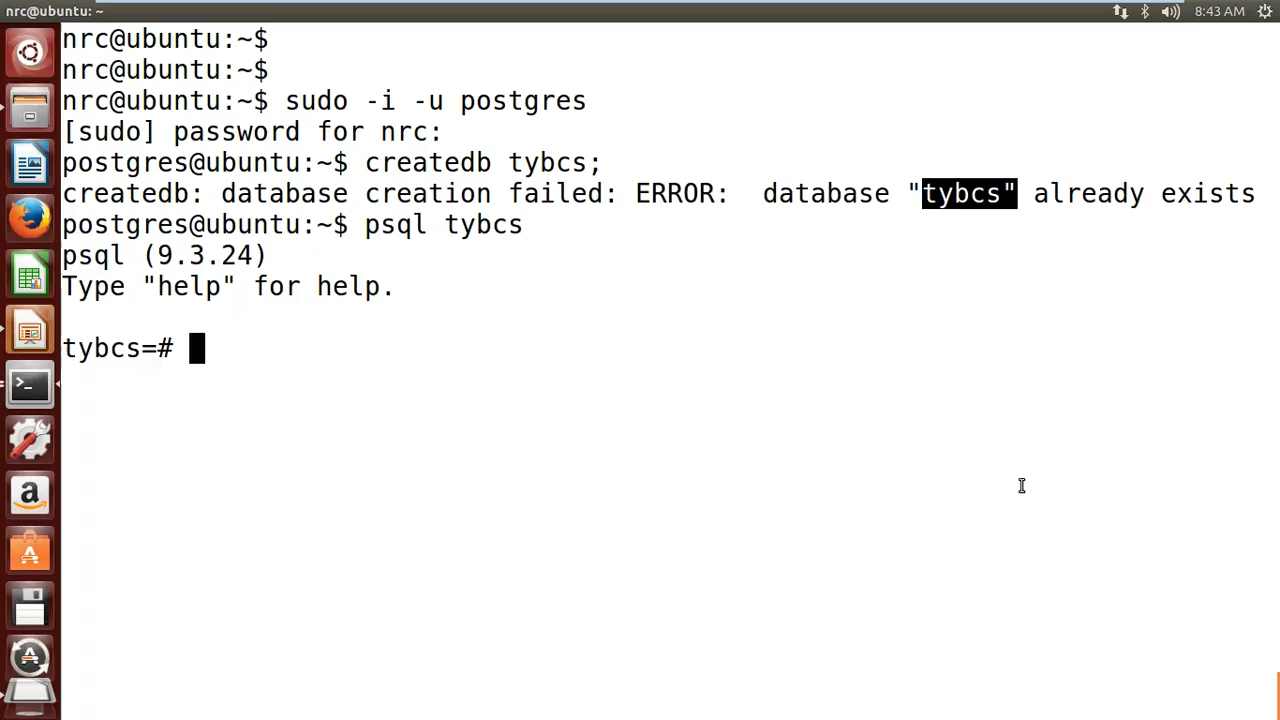 nrc@ubuntu: ~
8:43 AM
nrc@ubuntu:~$
nrc@ubuntu:~$
nrc@ubuntu:~$ sudo -i -u postgres
[sudo] password for nrc:
postgres@ubuntu:~$ createdb tybcs;
createdb: database creation failed: ERROR:  database "tybcs" already exists
postgres@ubuntu:~$ psql tybcs
psql (9.3.24)
Type "help" for help.
tybcs=#